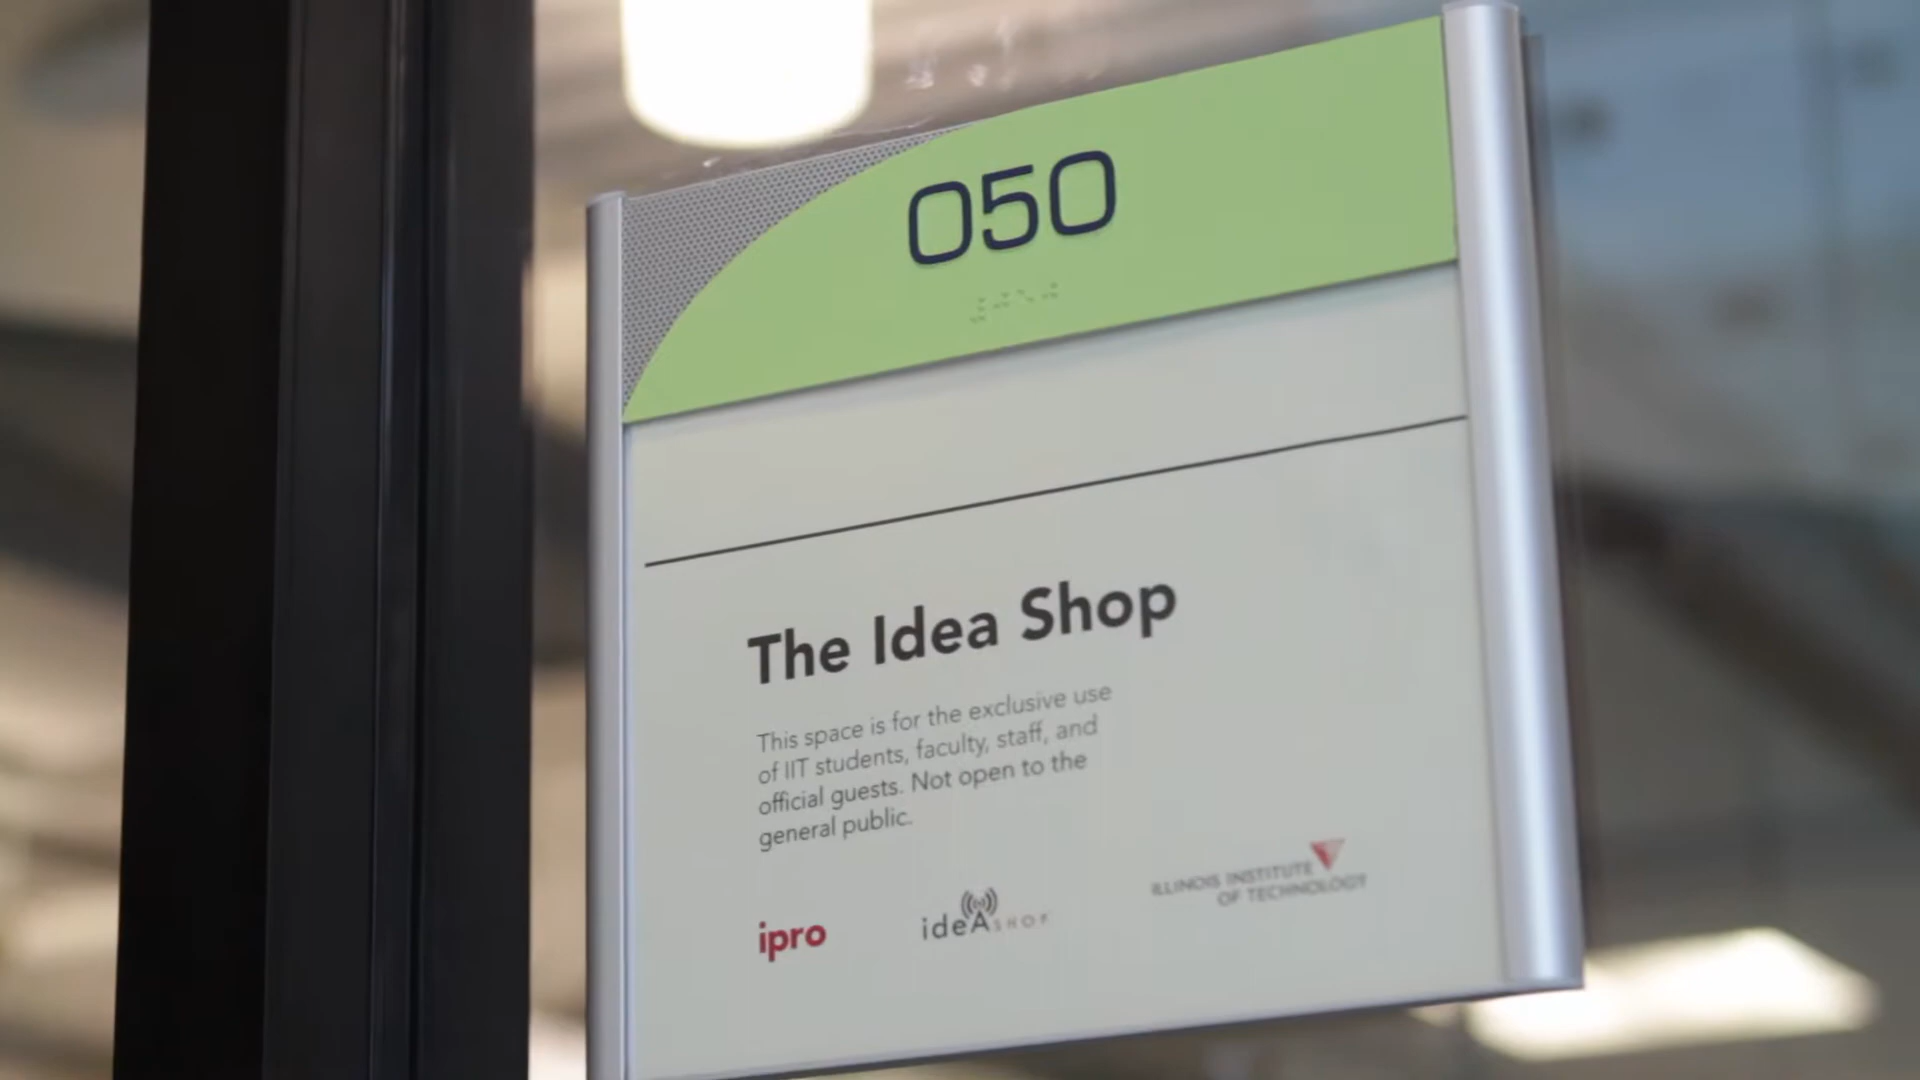 050
The Idea Shop
This space is for the exclusive use
of IIT students, faculty, staff, and
official guests. Not open to the
general public.
ipro
ideASHOP
ILLINOIS INSTITUTE
OF TECHNOLOGY